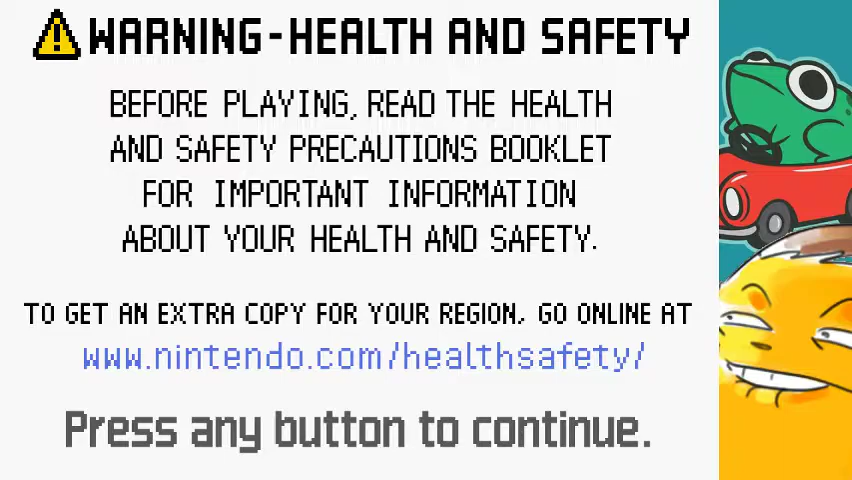 WARNING-HEALTH AND SAFETY
BEFORE PLAYING, READ THE HEALTH
AND SAFETY PRECAUTIONS BOOKLET
FOR IMPORTANT INFORMATION
ABOUT YOUR HEALTH AND SAFETY.
TO GET AN EXTRA COPY FOR YOUR REGION, GO ONLINE AT
www.nintendo.com/healthsafety/
Press any button to continue.